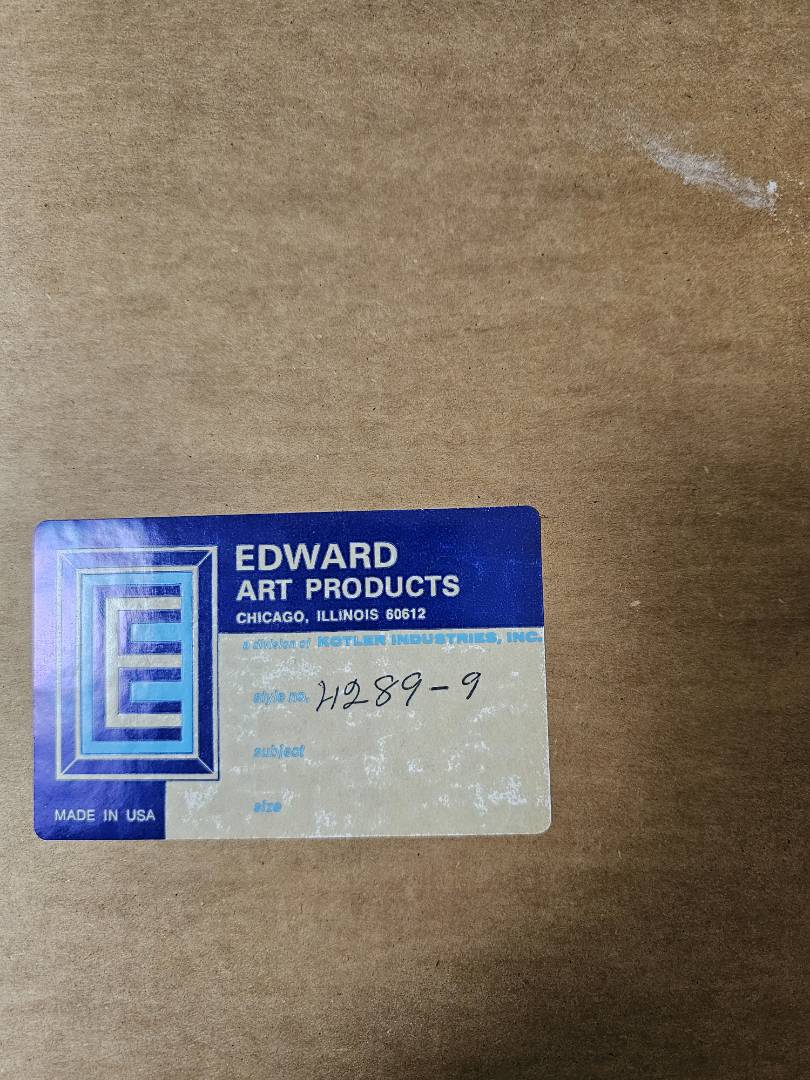 EDWARD
ART PRODUCTS
CHICAGO, ILLINOIS 60612
a division of KOTLER INDUSTRIES, INC.
style no. 4289-9
subject
size
MADE IN USA